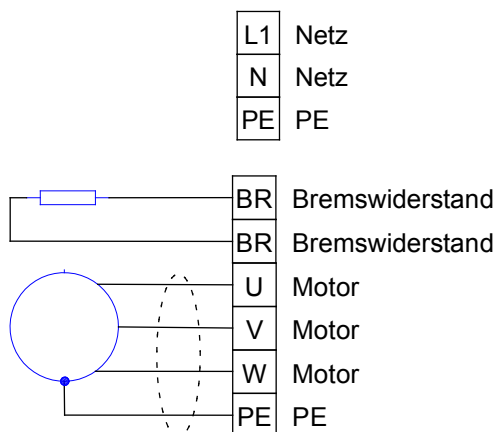 L1 Netz
N Netz
PE PE
BR Bremswiderstand
BR Bremswiderstand
U Motor
V Motor
W Motor
PE PE